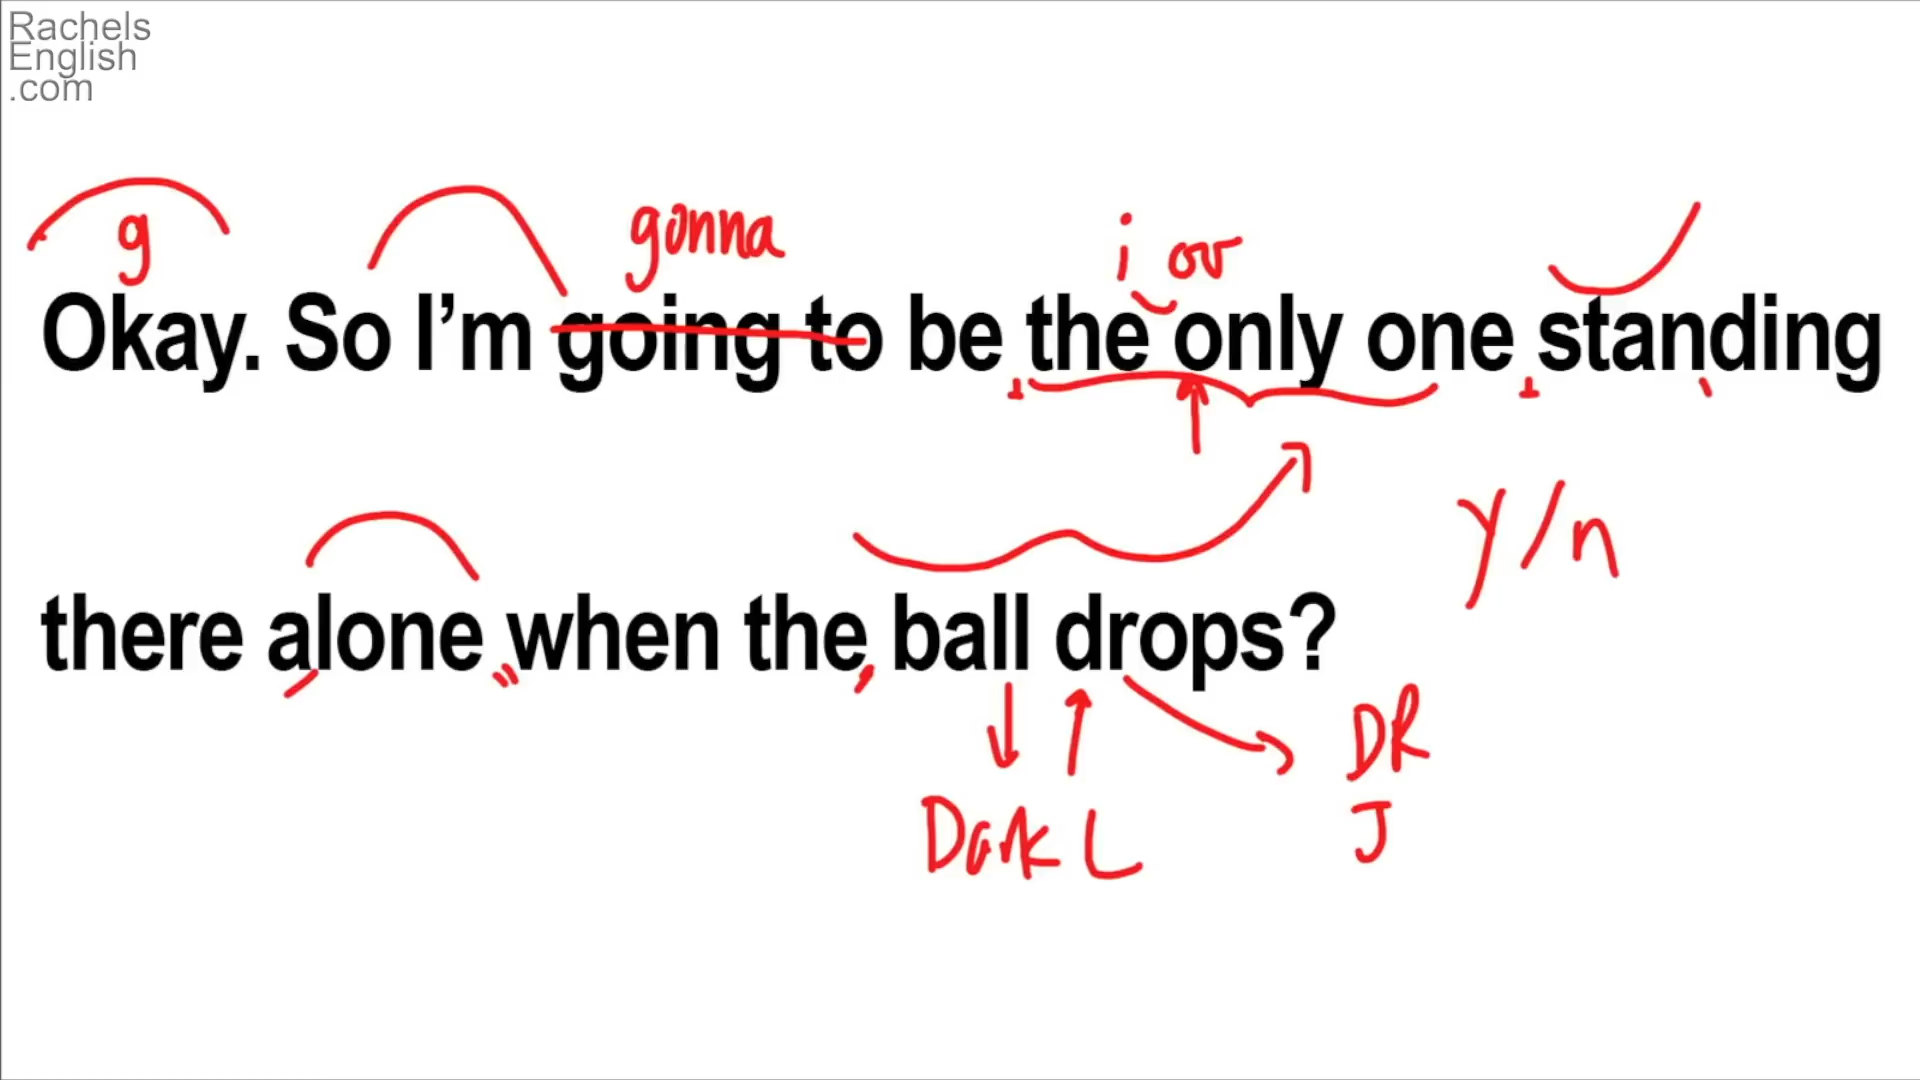 Rachels
English
.com
g gonna i ov
Okay. So I'm going to be the only one standing
y/n
there alone when the ball drops?
DR
Dark L J